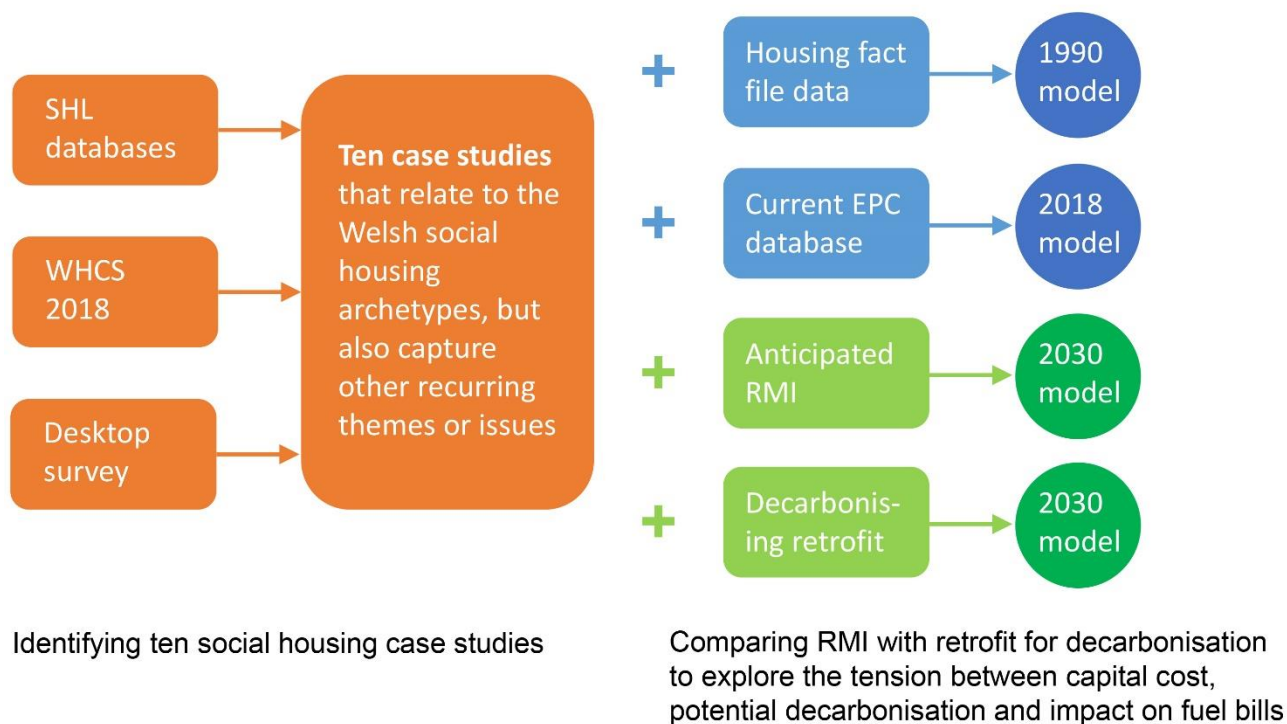 SHL
databases
WHCS
2018
Desktop
survey
Ten case studies
that relate to the
Welsh social
housing
archetypes, but
also capture
other recurring
themes or issues
+
Housing fact
file data
1990
model
+
Current EPC
database
2018
model
+
Anticipated
RMI
2030
model
+
Decarbonis-
ing retrofit
2030
model
Identifying ten social housing case studies
Comparing RMI with retrofit for decarbonisation
to explore the tension between capital cost,
potential decarbonisation and impact on fuel bills